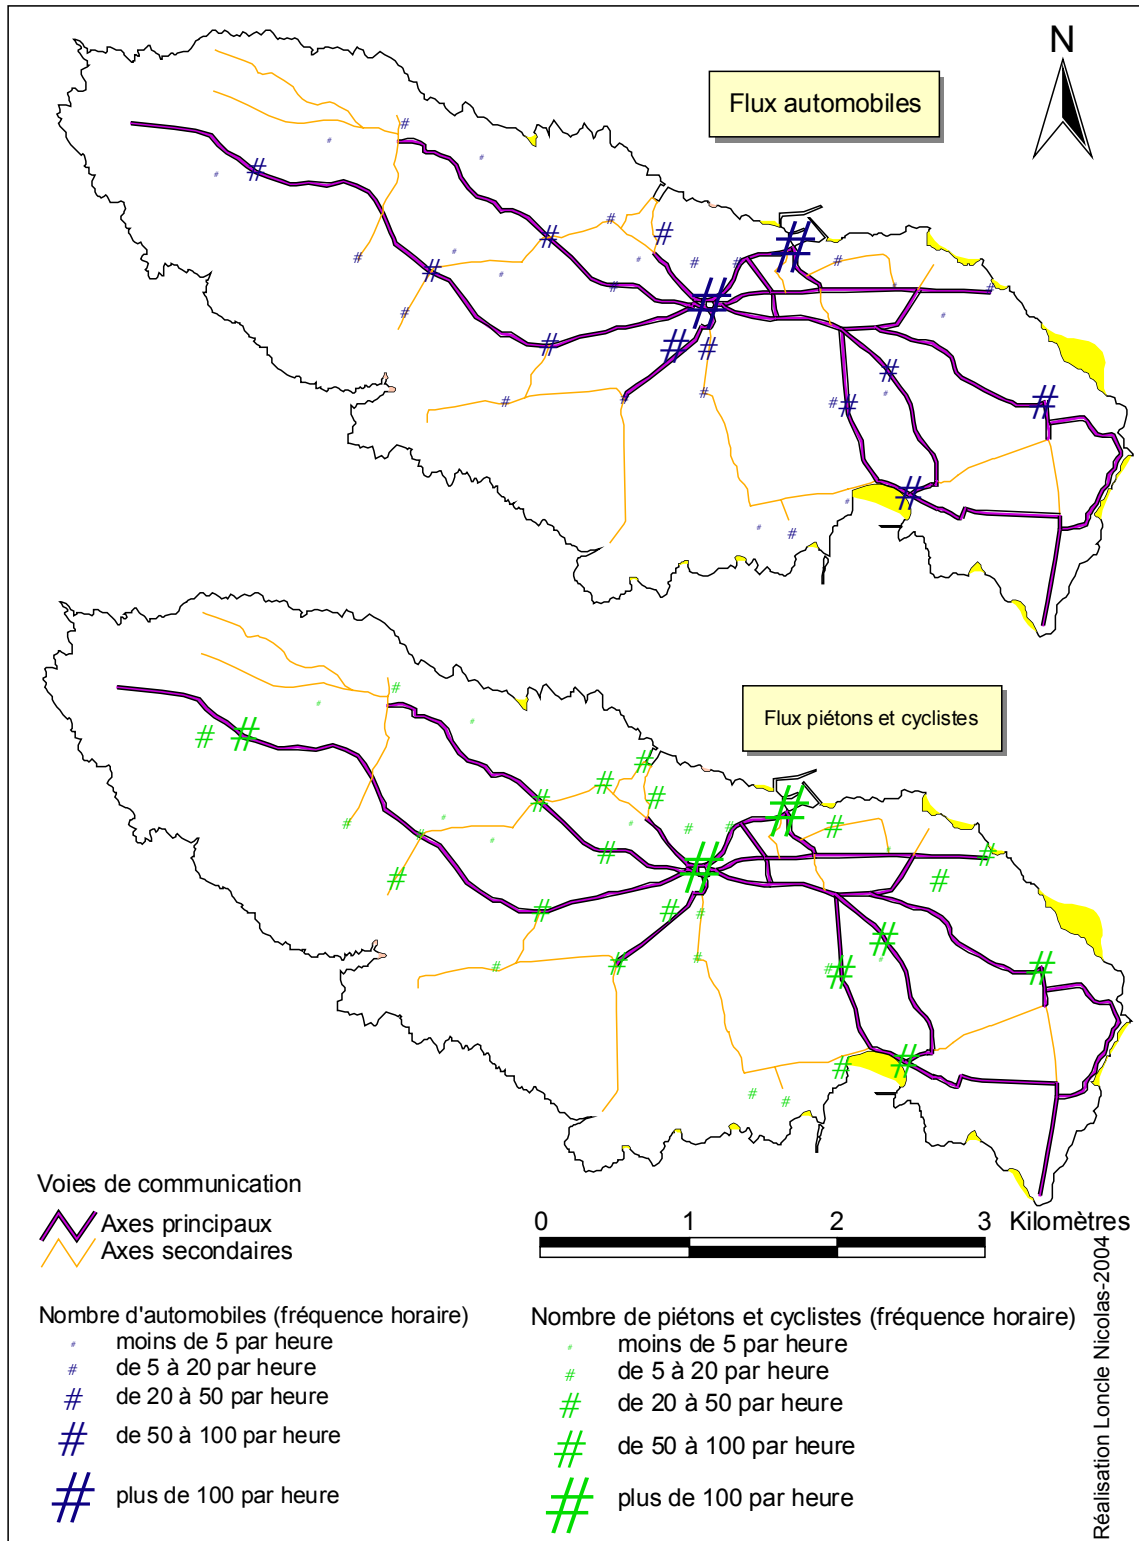 N
Flux automobiles
Flux piétons et cyclistes
Voies de communication
Axes principaux
Axes secondaires
0 1 2 3 Kilomètres
Nombre d'automobiles (fréquence horaire)
moins de 5 par heure
de 5 à 20 par heure
de 20 à 50 par heure
de 50 à 100 par heure
plus de 100 par heure
Nombre de piétons et cyclistes (fréquence horaire)
moins de 5 par heure
de 5 à 20 par heure
de 20 à 50 par heure
de 50 à 100 par heure
plus de 100 par heure
Réalisation Loncle Nicolas-2004